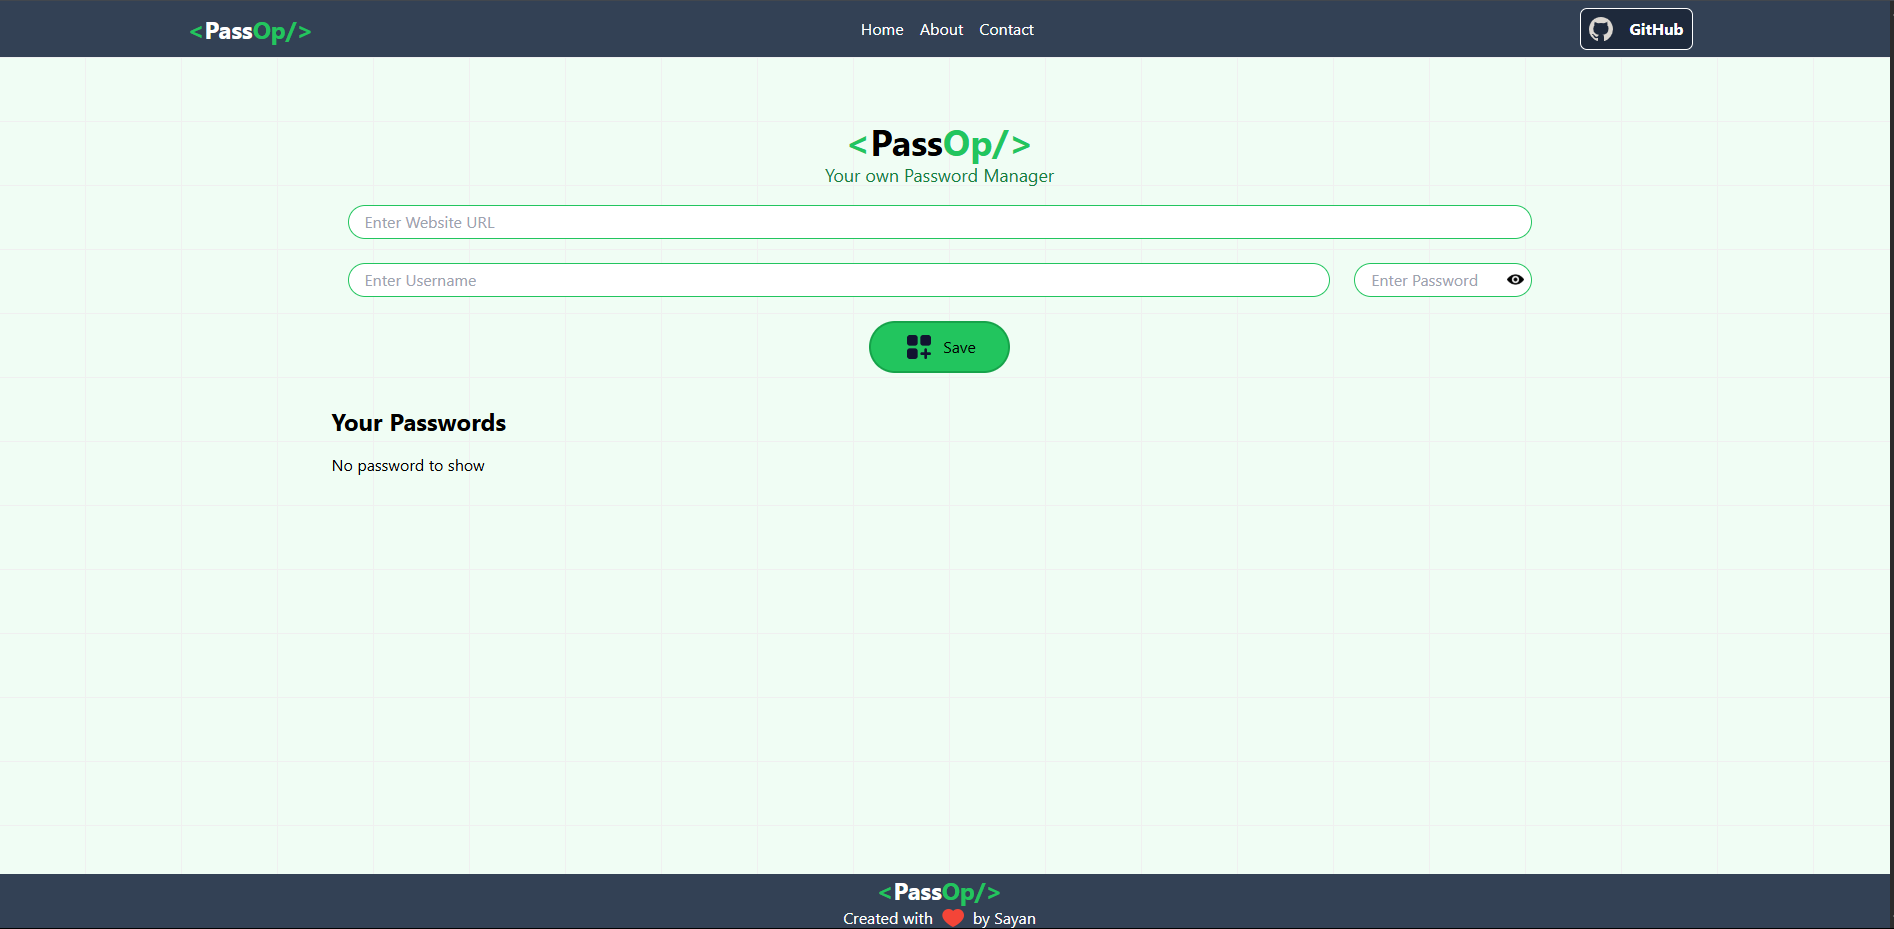 <PassOp/>
Home About Contact
GitHub
<PassOp/>
Your own Password Manager
Enter Website URL
Enter Username
Enter Password
Save
Your Passwords
No password to show
<PassOp/>
Created with ❤️ by Sayan